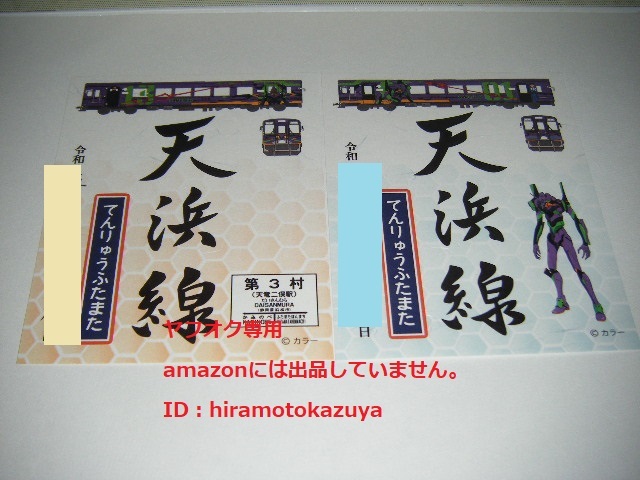 天浜線
令和
てんりゅうふたまた
第3村
(天竜二俣駅)
DAISANMURA
© カラー
天浜線
令和
日
てんりゅうふたまた
© カラー
ヤフオク専用
amazonには出品していません。
ID：hiramotokazuya